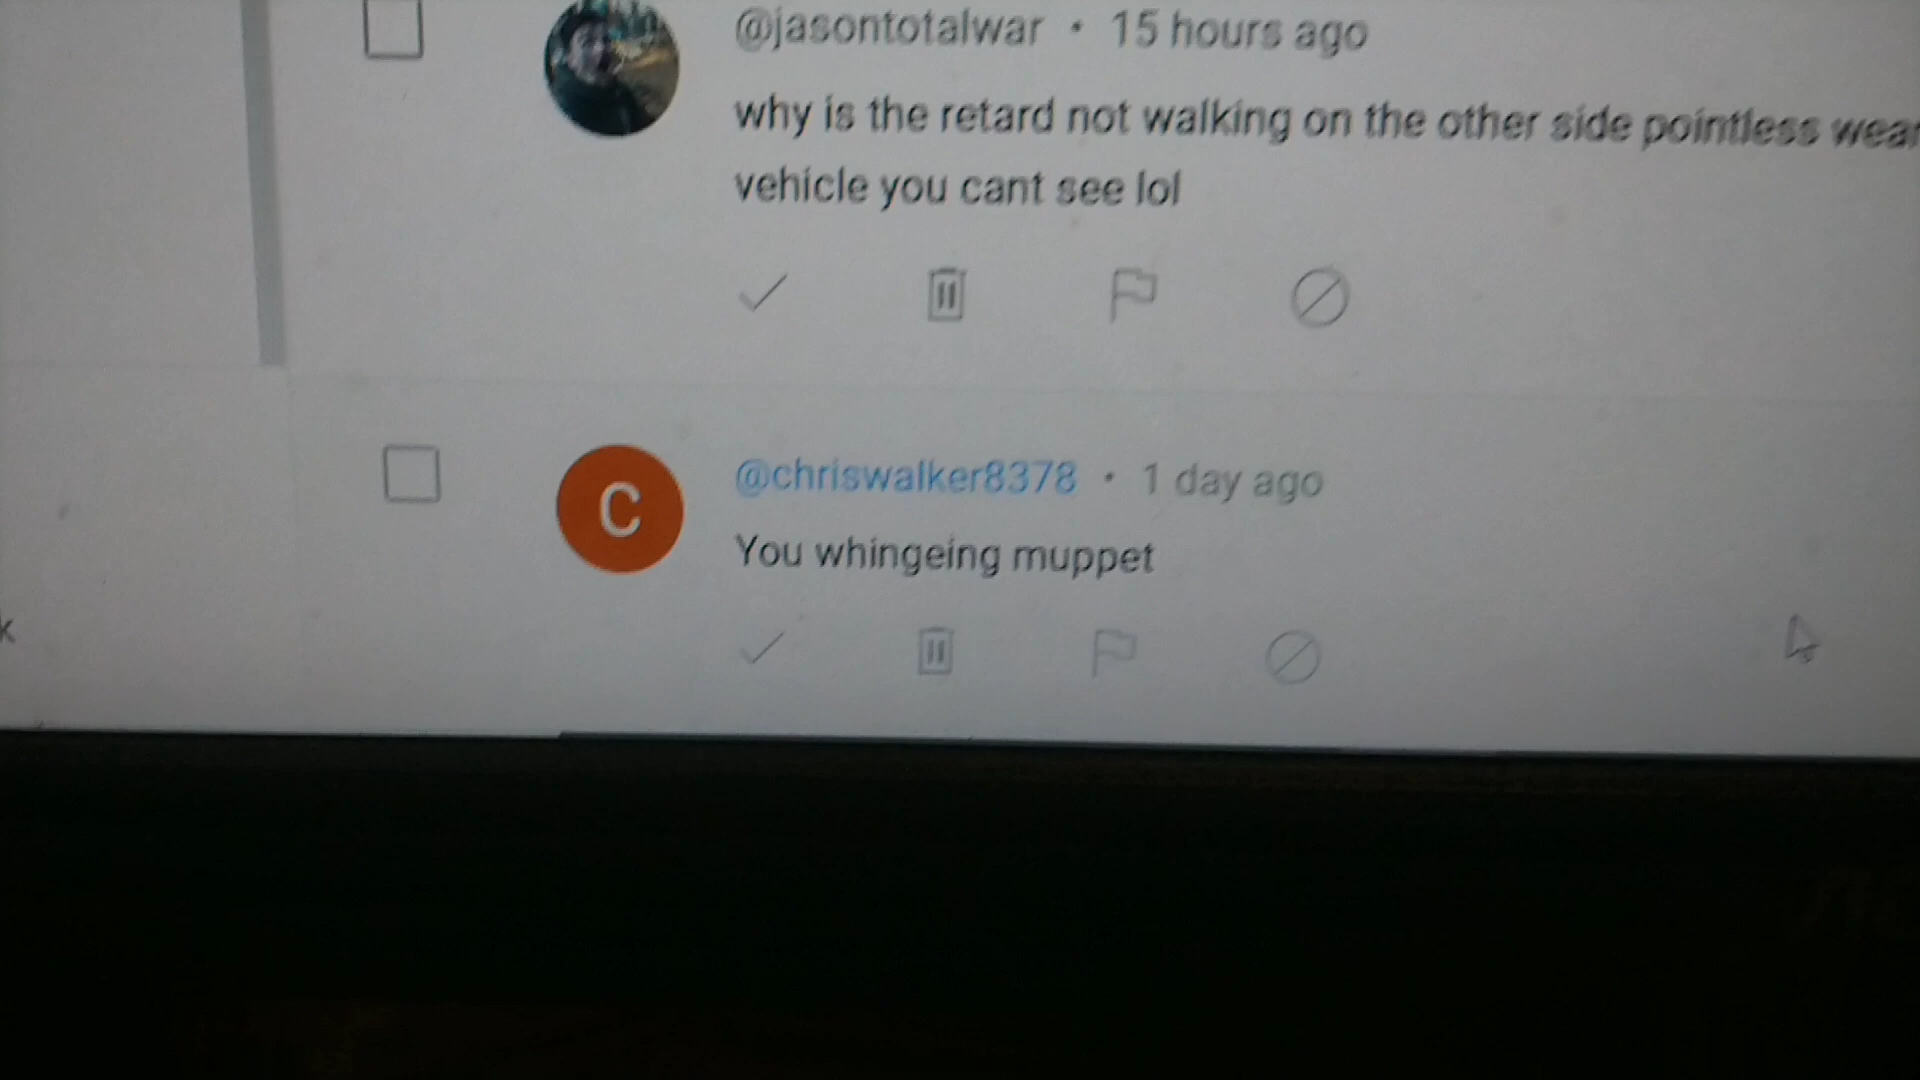 @jasontotalwar • 15 hours ago
why is the retard not walking on the other side pointless wear
vehicle you cant see lol
C
@chriswalker8378 • 1 day ago
You whingeing muppet
k